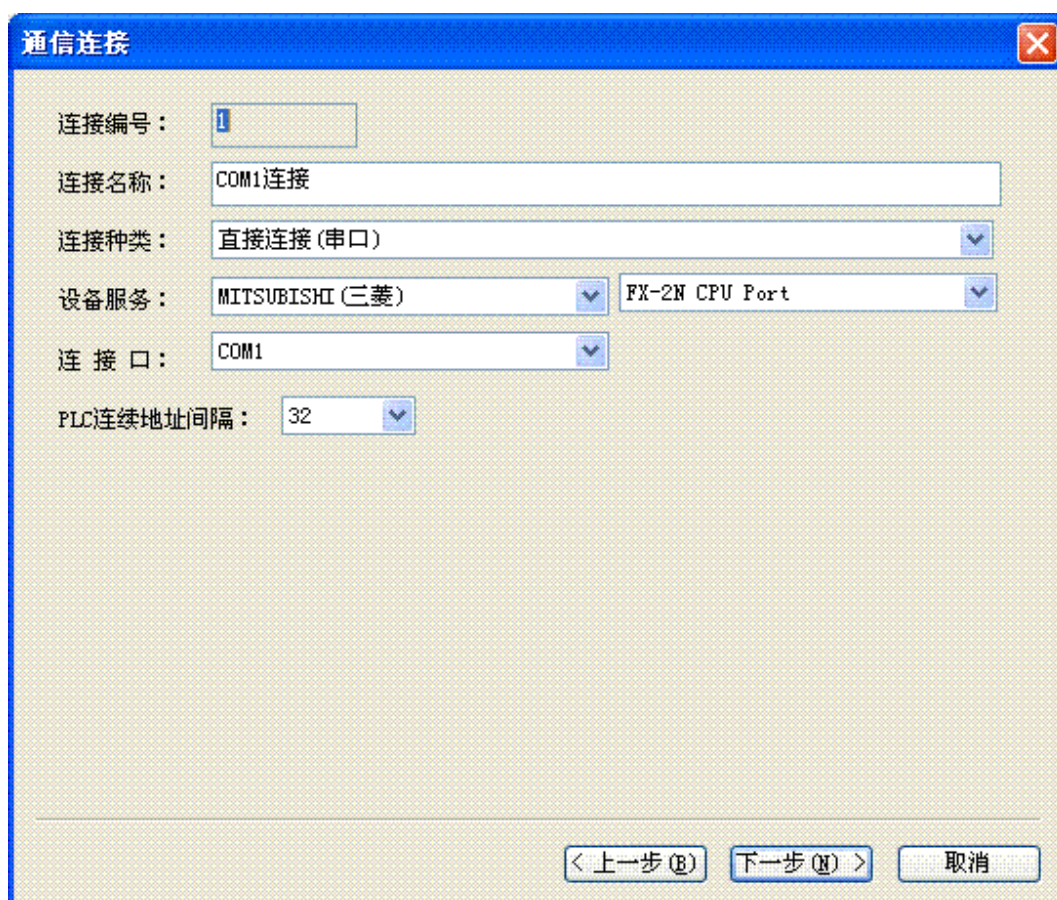 通信连接
连接编号： 1
连接名称： COM1连接
连接种类： 直接连接(串口)
设备服务： MITSUBISHI(三菱) FX-2N CPU Port
连 接 口： COM1
PLC连续地址间隔： 32
< 上一步(B) 下一步(N) > 取消